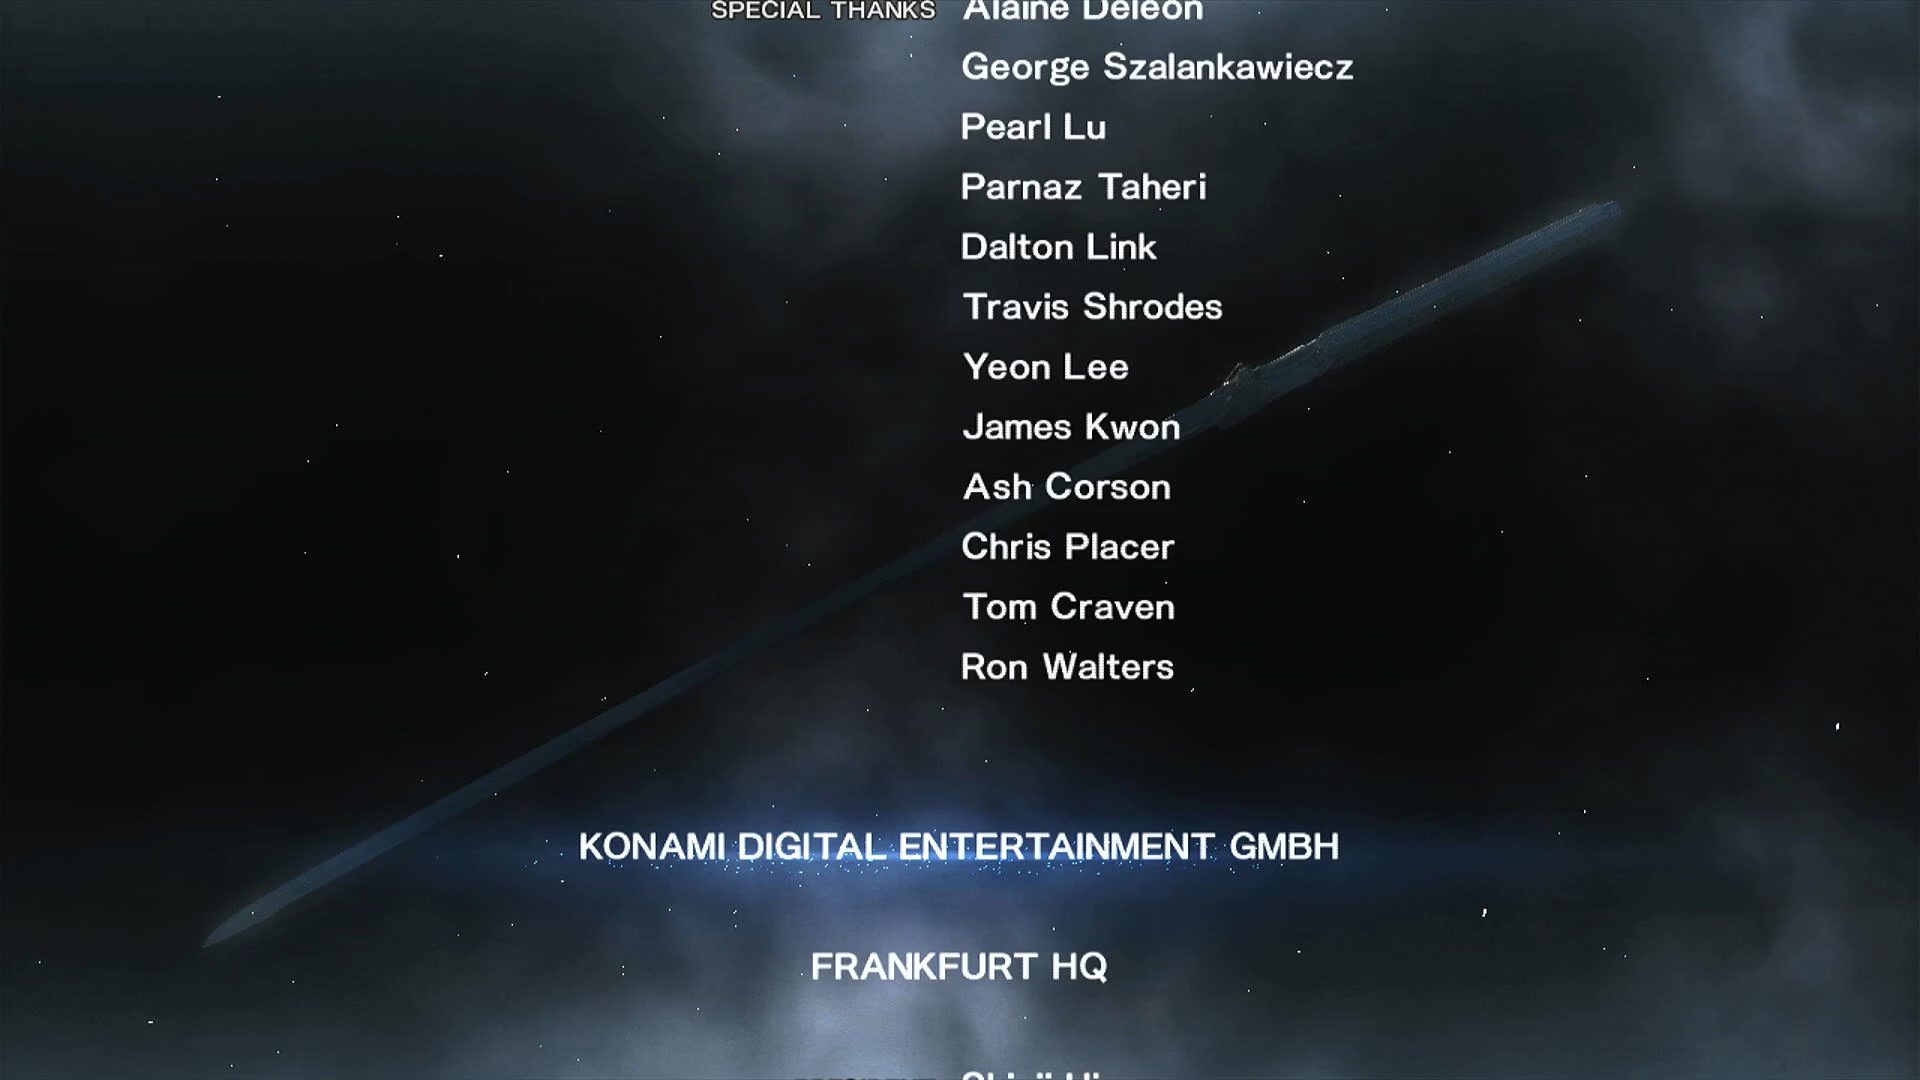 SPECIAL THANKS Alaine Deleon
George Szalankawiecz
Pearl Lu
Parnaz Taheri
Dalton Link
Travis Shrodes
Yeon Lee
James Kwon
Ash Corson
Chris Placer
Tom Craven
Ron Walters
KONAMI DIGITAL ENTERTAINMENT GMBH
FRANKFURT HQ